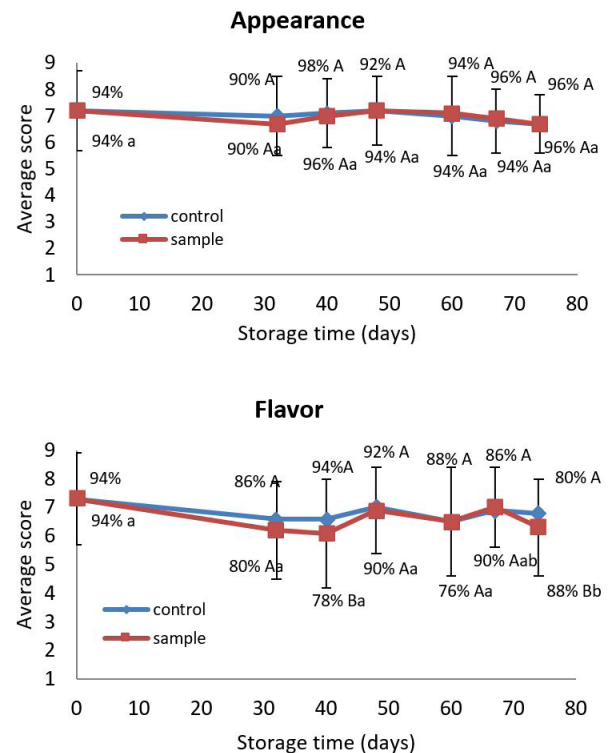 Appearance
9
8
7
6
5
4
3
2
1
Average score
94%
94% a
90% A
90% Aa
98% A
96% Aa
92% A
94% Aa
94% A
94% Aa
96% A
94% Aa
96% A
96% Aa
control
sample
0 10 20 30 40 50 60 70 80
Storage time (days)
Flavor
9
8
7
6
5
4
3
2
1
Average score
94%
94% a
86% A
80% Aa
94%A
78% Ba
92% A
90% Aa
88% A
76% Aa
86% A
90% Aab
80% A
88% Bb
control
sample
0 10 20 30 40 50 60 70 80
Storage time (days)